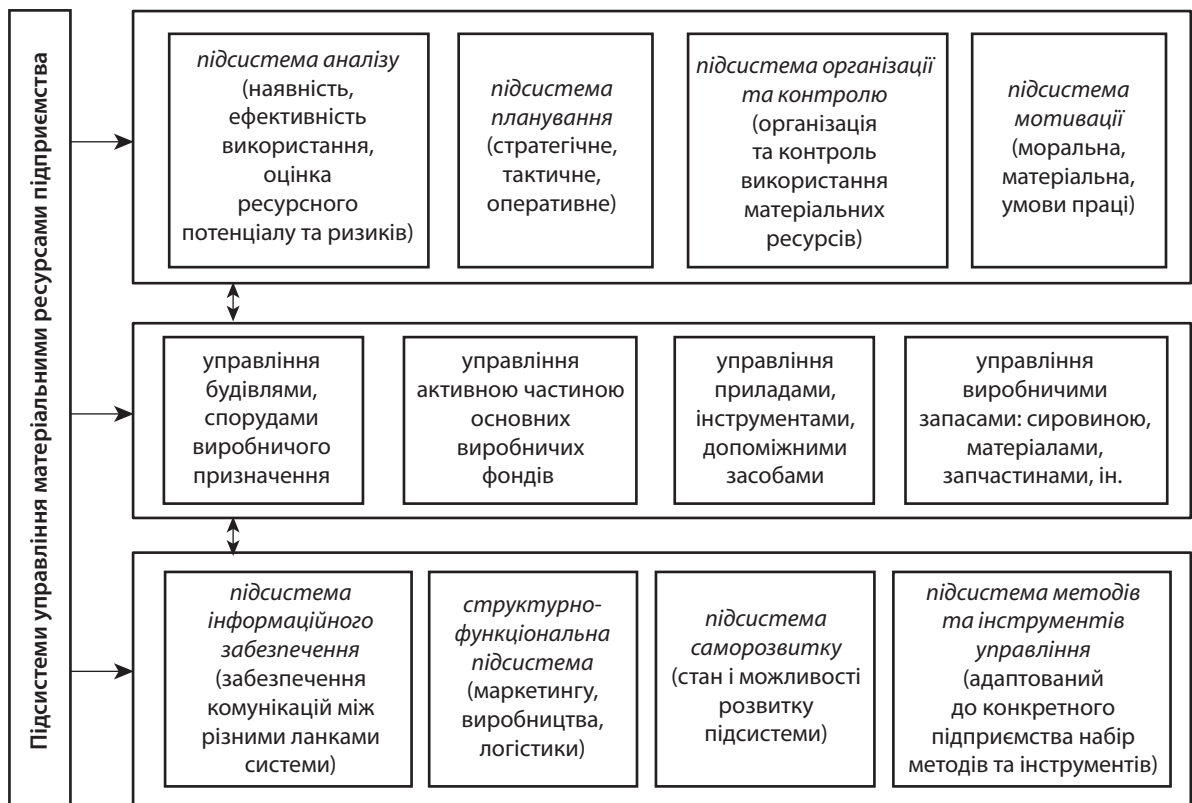 Підсистеми управління матеріальними ресурсами підприємства
підсистема аналізу
(наявність,
ефективність
використання,
оцінка
ресурсного
потенціалу та ризиків)
підсистема
планування
(стратегічне,
тактичне,
оперативне)
підсистема організації
та контролю
(організація
та контроль
використання
матеріальних
ресурсів)
підсистема
мотивації
(моральна,
матеріальна,
умови праці)
управління
будівлями,
спорудами
виробничого
призначення
управління
активною частиною
основних
виробничих
фондів
управління
приладами,
інструментами,
допоміжними
засобами
управління
виробничими
запасами: сировиною,
матеріалами,
запчастинами, ін.
підсистема
інформаційного
забезпечення
(забезпечення
комунікацій між
різними ланками
системи)
структурно-
функціональна
підсистема
(маркетингу,
виробництва,
логістики)
підсистема
саморозвитку
(стан і можливості
розвитку
підсистеми)
підсистема методів
та інструментів
управління
(адаптований
до конкретного
підприємства набір
методів та інструментів)